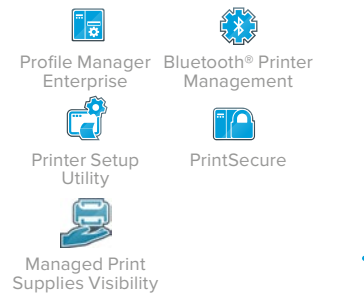 Profile Manager
Enterprise
Bluetooth® Printer
Management
Printer Setup
Utility
PrintSecure
Managed Print
Supplies Visibility